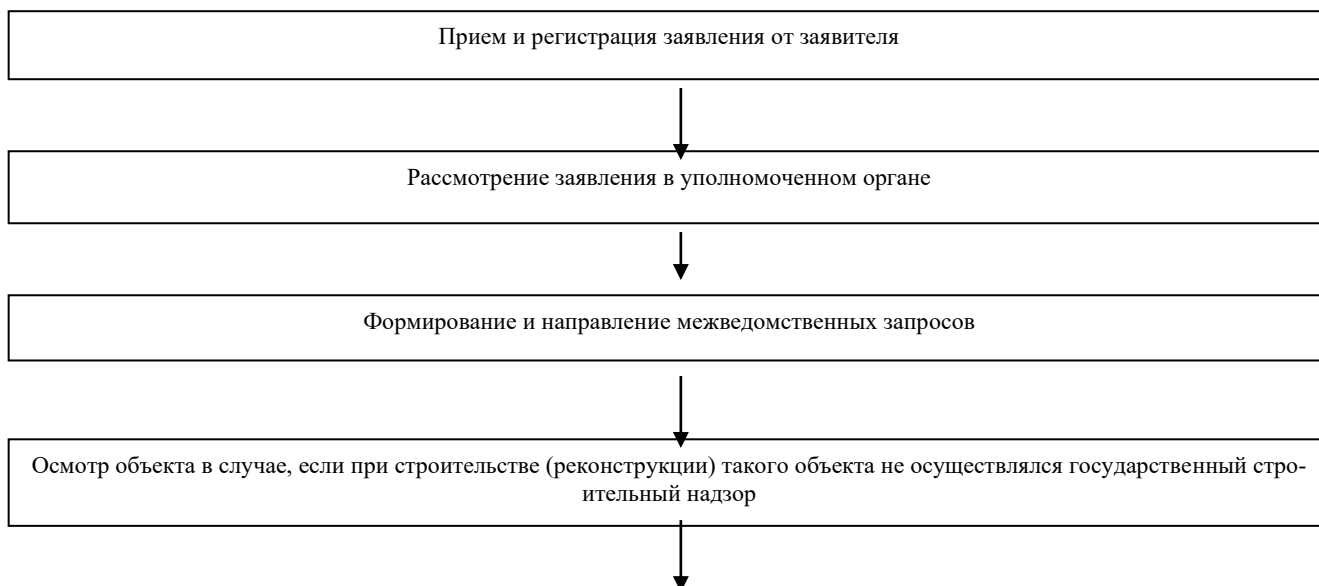 Прием и регистрация заявления от заявителя
Рассмотрение заявления в уполномоченном органе
Формирование и направление межведомственных запросов
Осмотр объекта в случае, если при строительстве (реконструкции) такого объекта не осуществлялся государственный стро-
ительный надзор